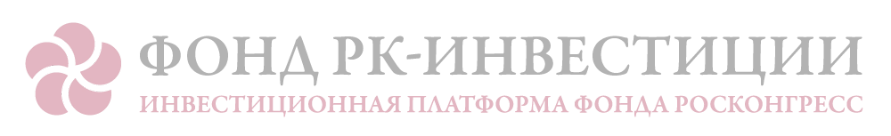 ФОНД РК-ИНВЕСТИЦИИ
ИНВЕСТИЦИОННАЯ ПЛАТФОРМА ФОНДА РОСКОНГРЕСС